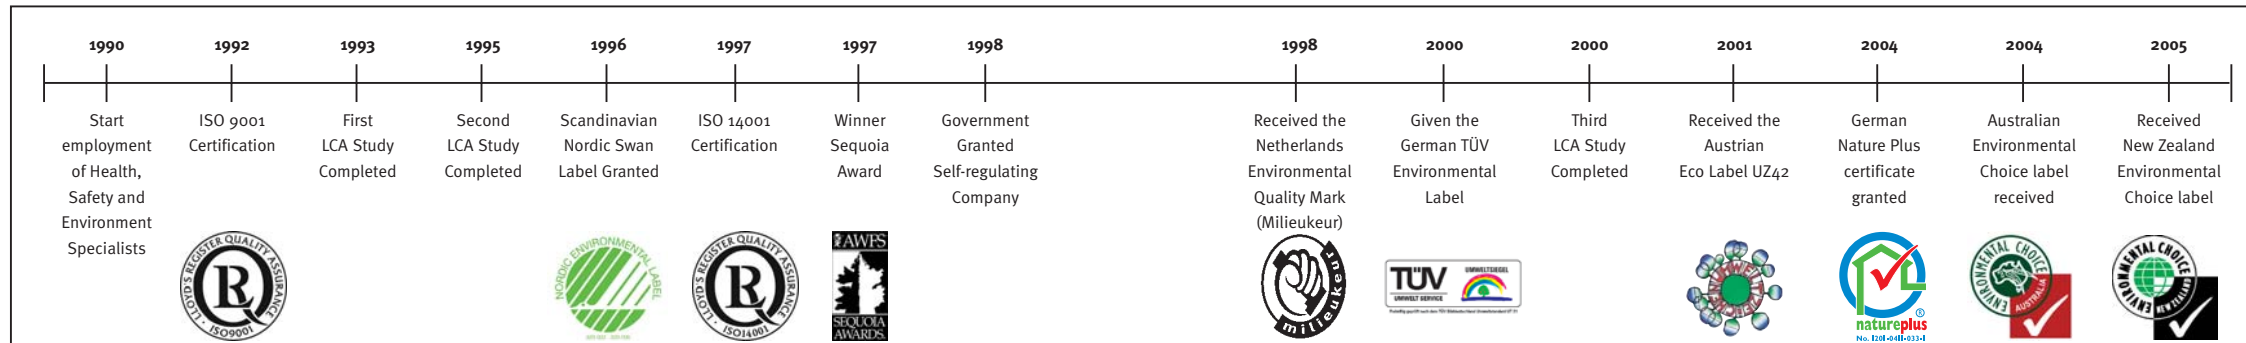 1990
Start
employment
of Health,
Safety and
Environment
Specialists
1992
ISO 9001
Certification
LLOYD'S REGISTER QUALITY ASSURANCE
· ISO9001 ·
1993
First
LCA Study
Completed
1995
Second
LCA Study
Completed
1996
Scandinavian
Nordic Swan
Label Granted
NORDIC ENVIRONMENTAL LABEL
1997
ISO 14001
Certification
LLOYD'S REGISTER QUALITY ASSURANCE
· ISO14001 ·
1997
Winner
Sequoia
Award
AWFS
SEQUOIA
AWARDS
1998
Government
Granted
Self-regulating
Company
1998
Received the
Netherlands
Environmental
Quality Mark
(Milieukeur)
milieukeur
2000
Given the
German TÜV
Environmental
Label
TÜV
UMWELT SERVICE
UMWELTSIEGEL
2000
Third
LCA Study
Completed
2001
Received the
Austrian
Eco Label UZ42
2004
German
Nature Plus
certificate
granted
®
natureplus
2004
Australian
Environmental
Choice label
received
ENVIRONMENTAL CHOICE
AUSTRALIA
2005
Received
New Zealand
Environmental
Choice label
ENVIRONMENTAL CHOICE
NEW ZEALAND